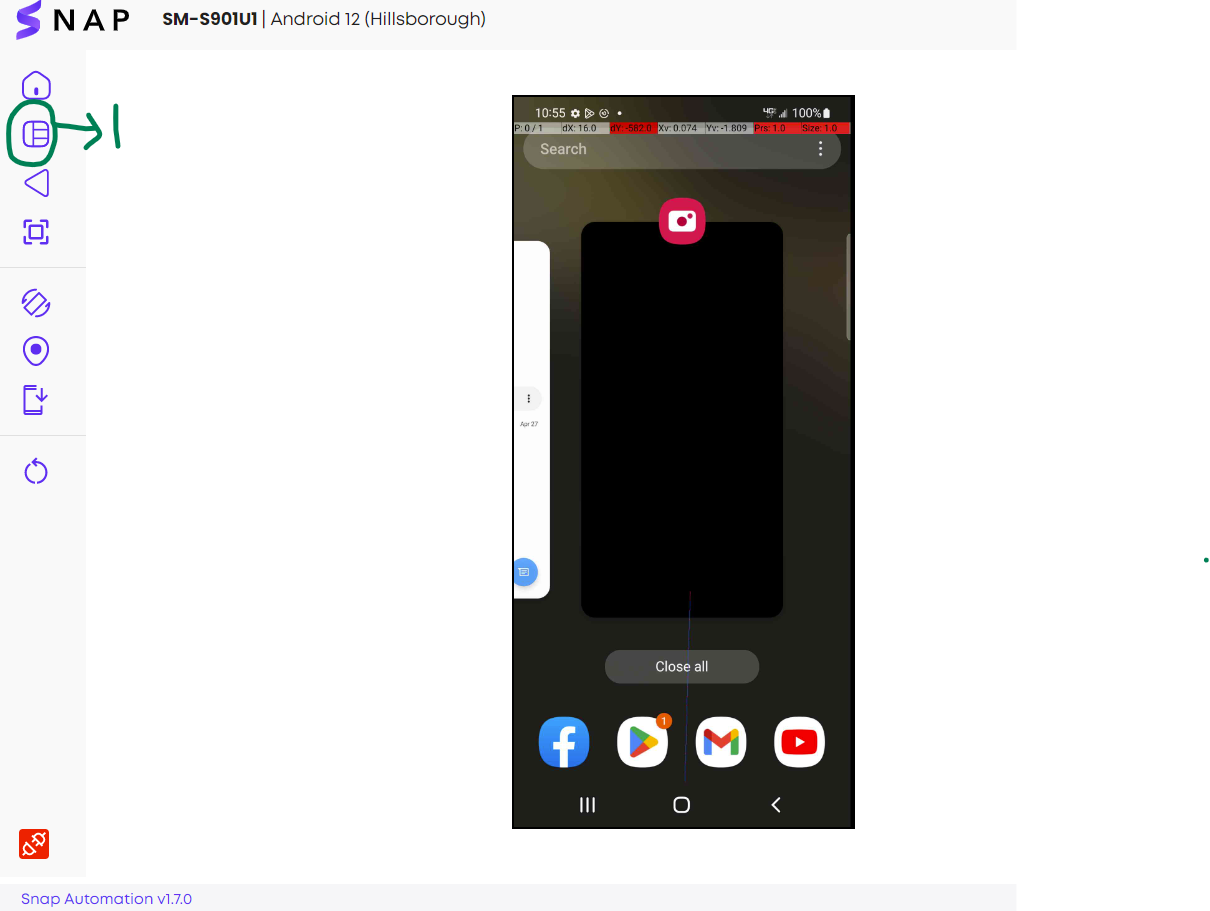 SNAP SM-S901U1 | Android 12 (Hillsborough)
1
10:55 4G 100%
P: 0 / 1 dX: 16.0 dY: -582.0 Xv: 0.074 Yv: -1.809 Prs: 1.0 Size: 1.0
Search
Apr 27
Close all
1
Snap Automation v1.7.0